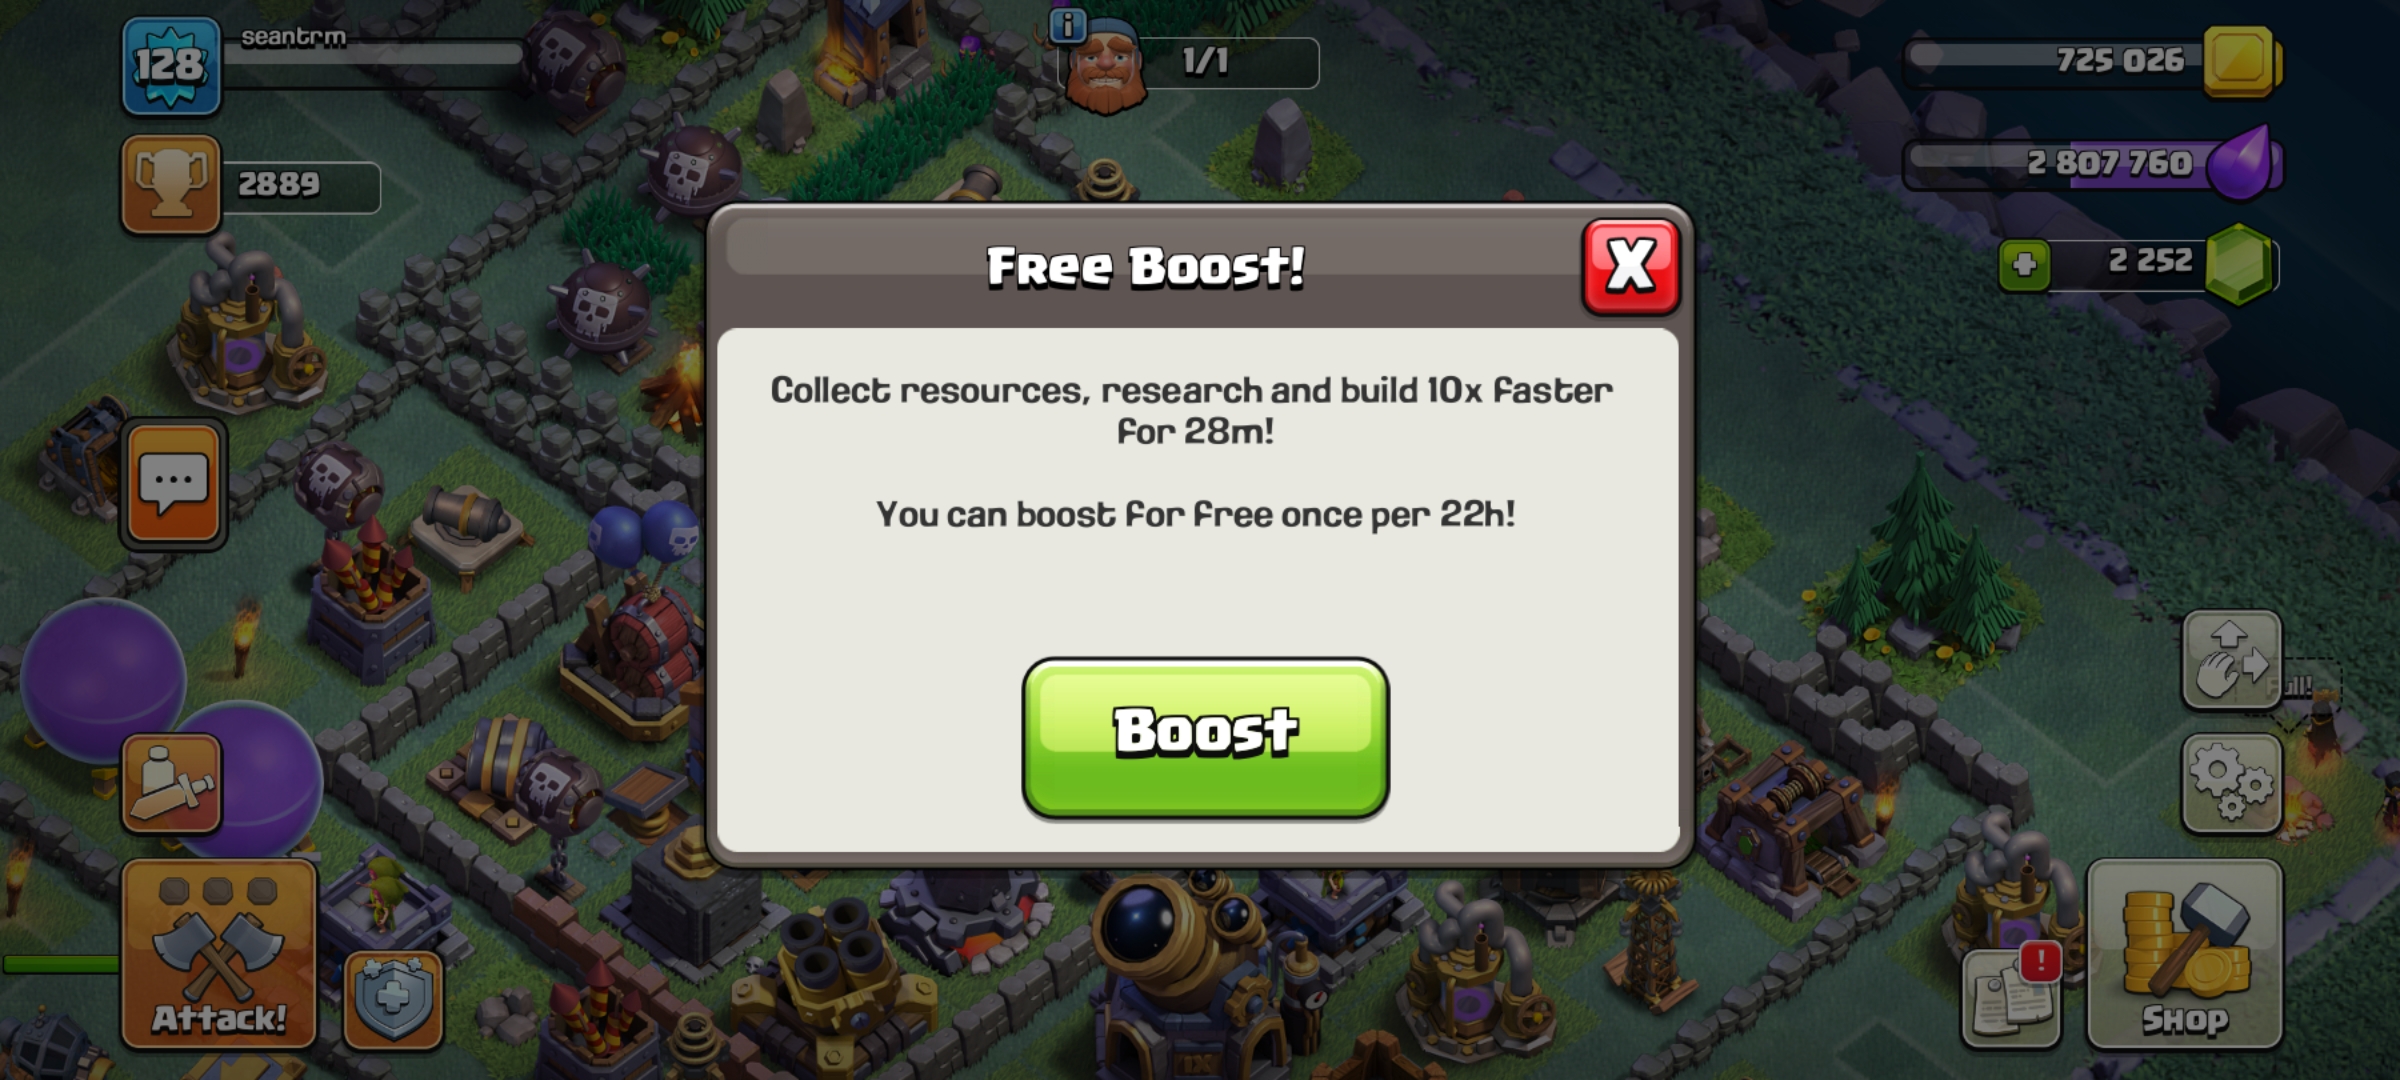 128
seantrm
1/1
725 026
2889
2 807 760
2 252
Free Boost!
X
Collect resources, research and build 10x faster
for 28m!
You can boost for free once per 22h!
Boost
Attack!
!
Shop